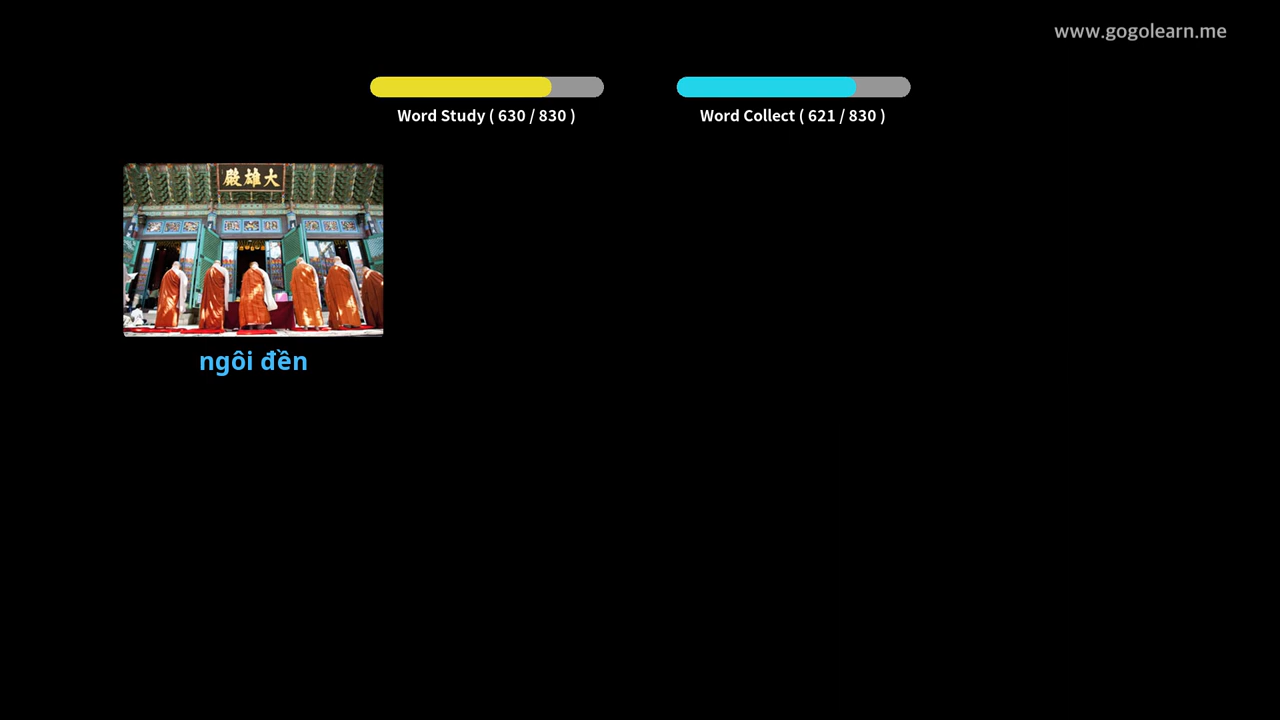 www.gogolearn.me
Word Study ( 630 / 830 )
Word Collect ( 621 / 830 )
殿雄大
ngôi đền